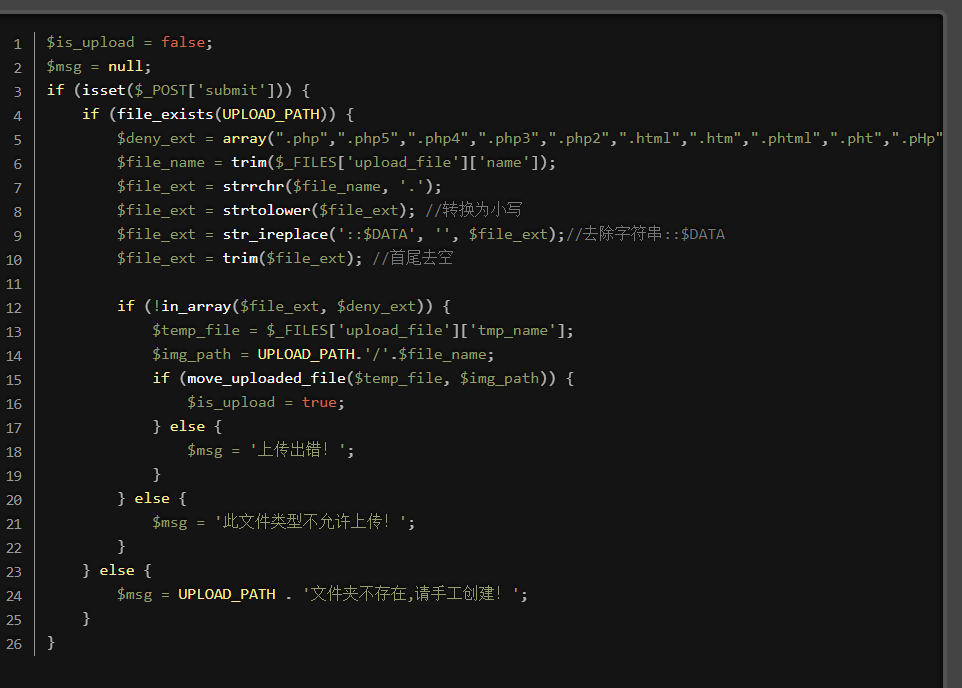 1 $is_upload = false;
2 $msg = null;
3 if (isset($_POST['submit'])) {
4     if (file_exists(UPLOAD_PATH)) {
5         $deny_ext = array(".php",".php5",".php4",".php3",".php2",".html",".htm",".phtml",".pht",".pHp"
6         $file_name = trim($_FILES['upload_file']['name']);
7         $file_ext = strrchr($file_name, '.');
8         $file_ext = strtolower($file_ext); //转换为小写
9         $file_ext = str_ireplace('::$DATA', '', $file_ext);//去除字符串::$DATA
10         $file_ext = trim($file_ext); //首尾去空
11
12         if (!in_array($file_ext, $deny_ext)) {
13             $temp_file = $_FILES['upload_file']['tmp_name'];
14             $img_path = UPLOAD_PATH.'/'.$file_name;
15             if (move_uploaded_file($temp_file, $img_path)) {
16                 $is_upload = true;
17             } else {
18                 $msg = '上传出错！';
19             }
20         } else {
21             $msg = '此文件类型不允许上传！';
22         }
23     } else {
24         $msg = UPLOAD_PATH . '文件夹不存在,请手工创建！';
25     }
26 }